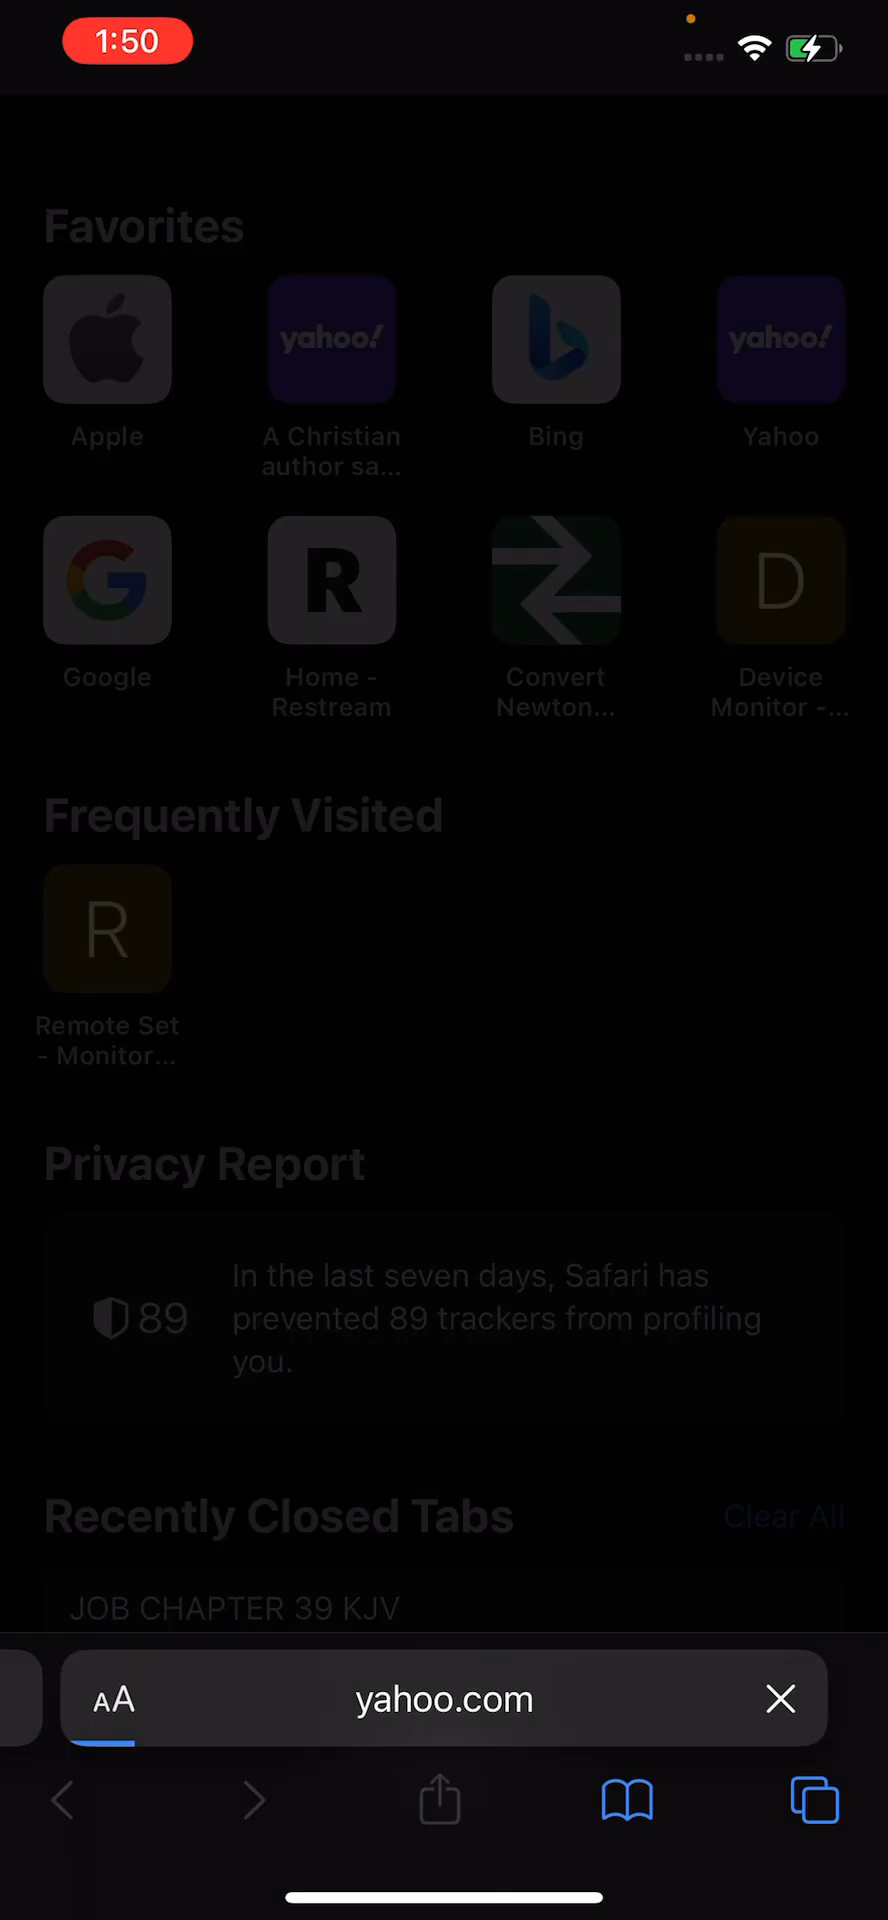 1:50
Favorites
yahoo!
yahoo!
Apple
A Christian
author sa...
Bing
Yahoo
G
R
D
Google
Home -
Restream
Convert
Newton...
Device
Monitor -...
Frequently Visited
R
Remote Set
- Monitor...
Privacy Report
89
In the last seven days, Safari has
prevented 89 trackers from profiling
you.
Recently Closed Tabs
Clear All
JOB CHAPTER 39 KJV
AA
yahoo.com